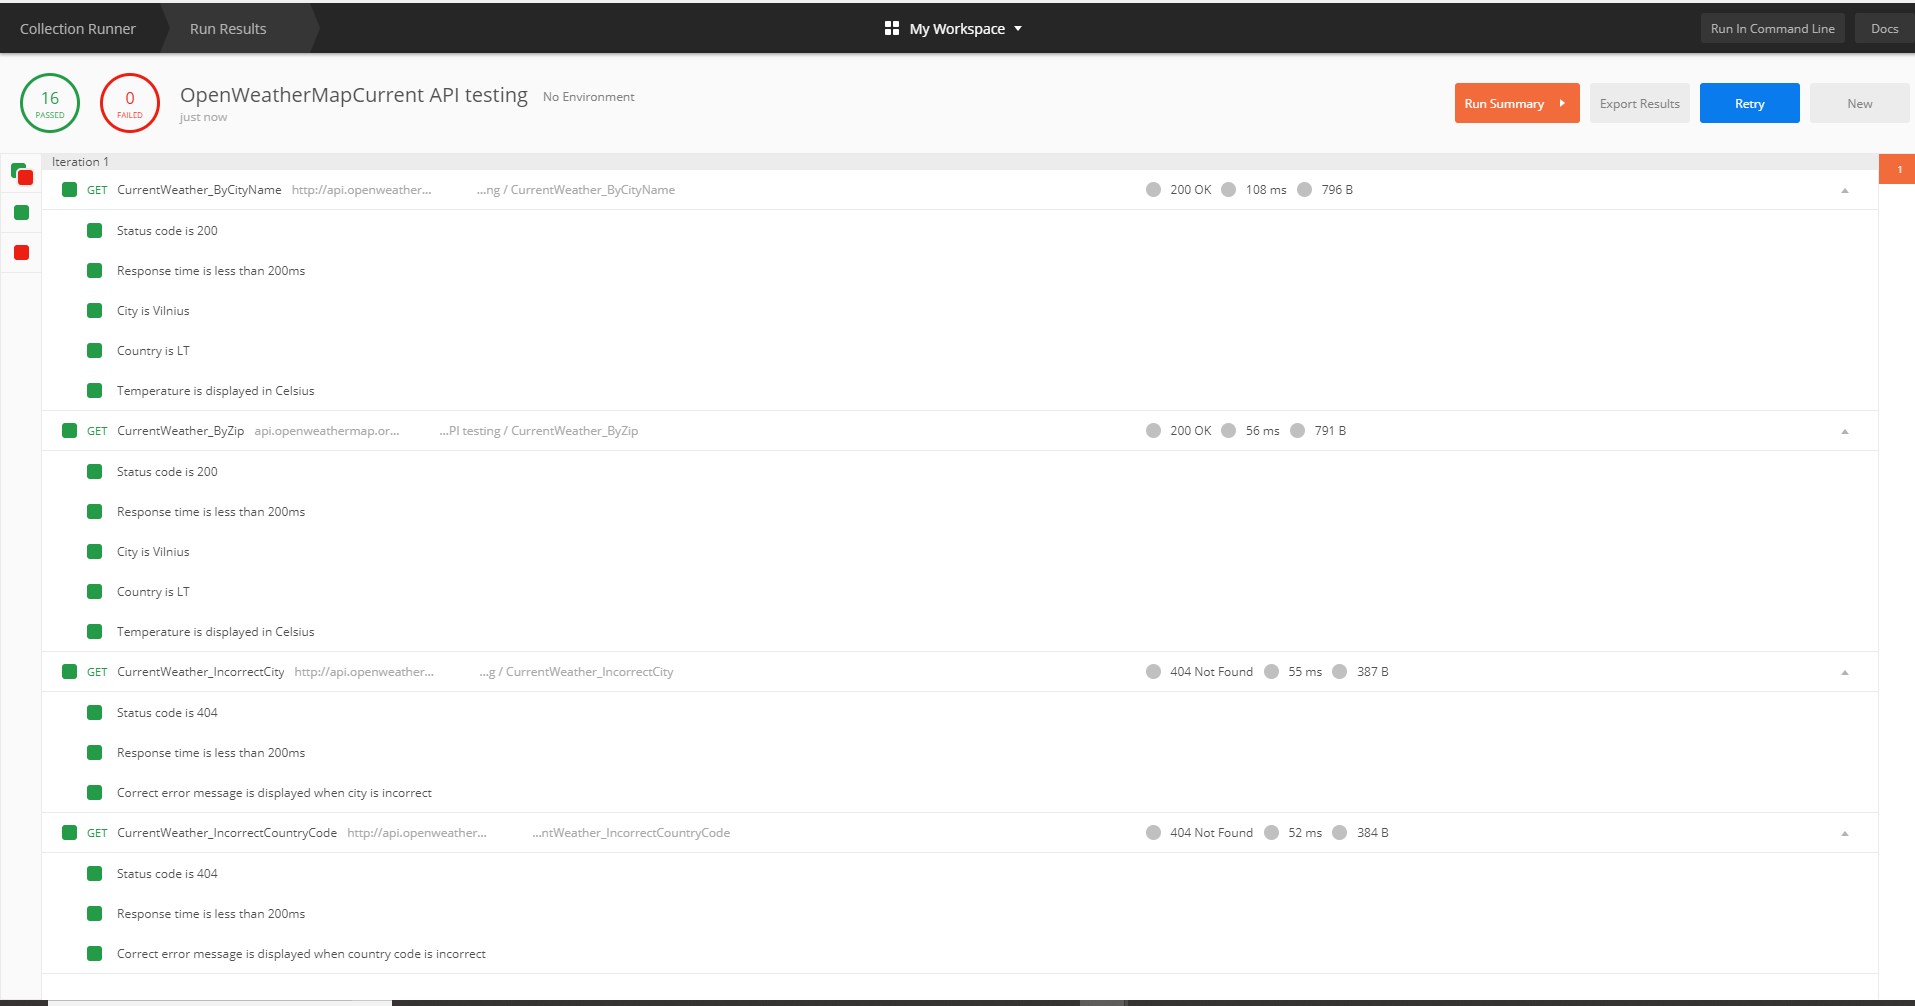 Collection Runner Run Results My Workspace Run In Command Line Docs
16 PASSED 0 FAILED OpenWeatherMapCurrent API testing No Environment just now Run Summary Export Results Retry New
Iteration 1
1
GET CurrentWeather_ByCityName http://api.openweather... ...ng / CurrentWeather_ByCityName 200 OK 108 ms 796 B
Status code is 200
Response time is less than 200ms
City is Vilnius
Country is LT
Temperature is displayed in Celsius
GET CurrentWeather_ByZip api.openweathermap.or... ...PI testing / CurrentWeather_ByZip 200 OK 56 ms 791 B
Status code is 200
Response time is less than 200ms
City is Vilnius
Country is LT
Temperature is displayed in Celsius
GET CurrentWeather_IncorrectCity http://api.openweather... ...g / CurrentWeather_IncorrectCity 404 Not Found 55 ms 387 B
Status code is 404
Response time is less than 200ms
Correct error message is displayed when city is incorrect
GET CurrentWeather_IncorrectCountryCode http://api.openweather... ...ntWeather_IncorrectCountryCode 404 Not Found 52 ms 384 B
Status code is 404
Response time is less than 200ms
Correct error message is displayed when country code is incorrect